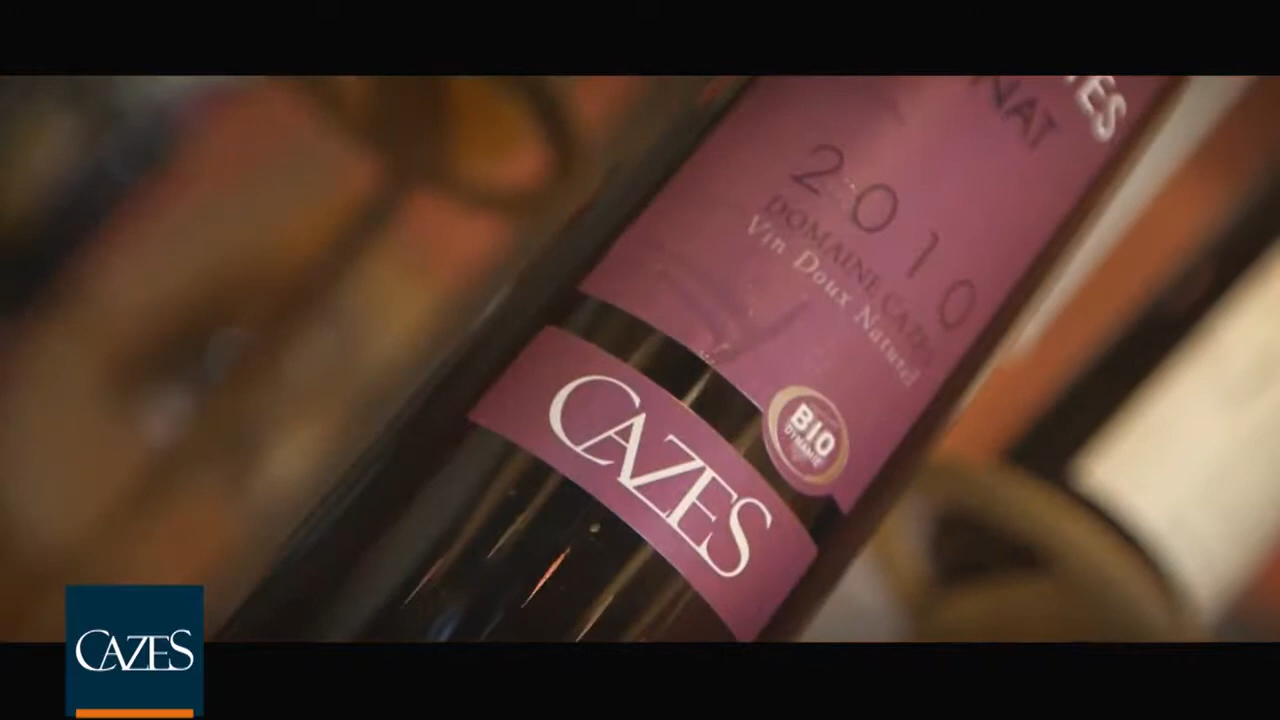 NAT
2010
DOMAINE CAZES
Vin Doux Naturel
BIO
DYNAMIE
CAZES
CAZES